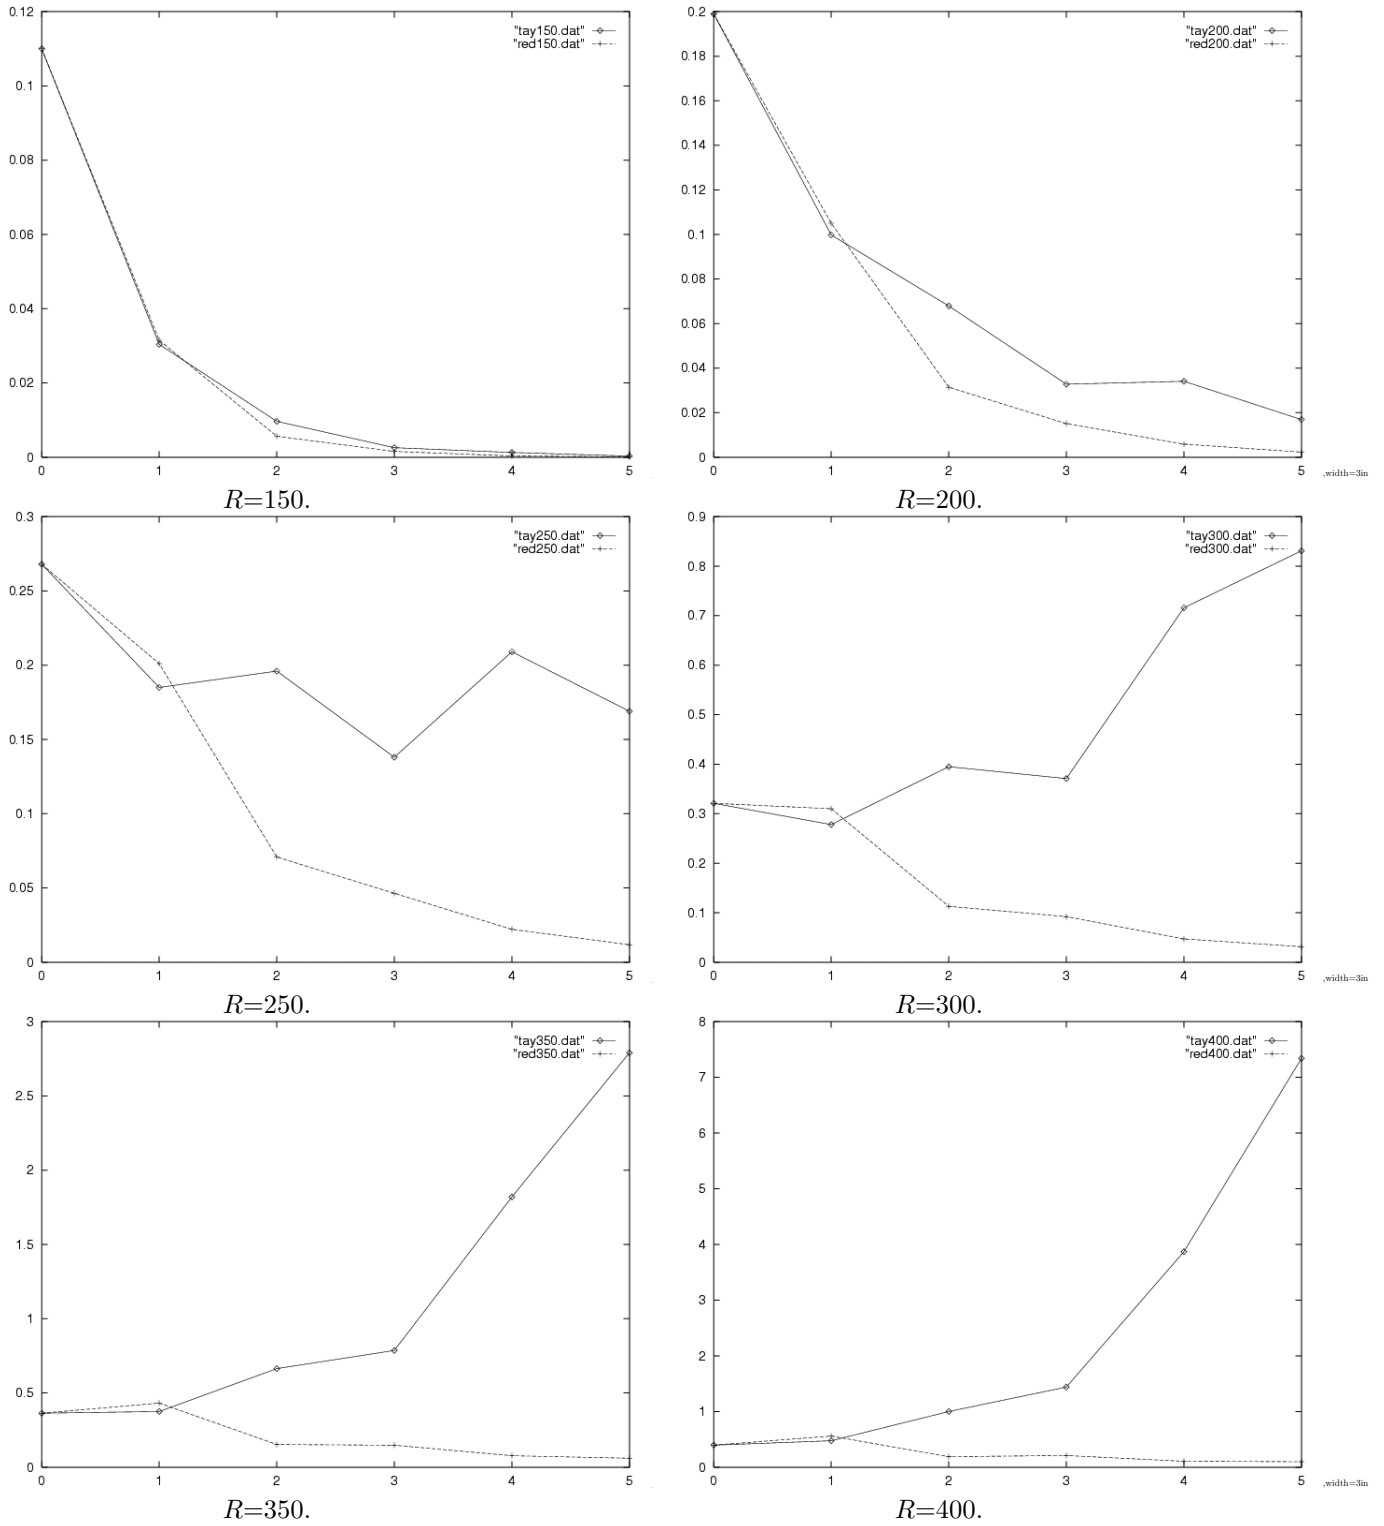 0.12
0.1
0.08
0.06
0.04
0.02
0
0 1 2 3 4 5
"tay150.dat"
"red150.dat"
R=150.
0.2
0.18
0.16
0.14
0.12
0.1
0.08
0.06
0.04
0.02
0
0 1 2 3 4 5
"tay200.dat"
"red200.dat"
,width=3in
R=200.
0.3
0.25
0.2
0.15
0.1
0.05
0
0 1 2 3 4 5
"tay250.dat"
"red250.dat"
R=250.
0.9
0.8
0.7
0.6
0.5
0.4
0.3
0.2
0.1
0
0 1 2 3 4 5
"tay300.dat"
"red300.dat"
,width=3in
R=300.
3
2.5
2
1.5
1
0.5
0
0 1 2 3 4 5
"tay350.dat"
"red350.dat"
R=350.
8
7
6
5
4
3
2
1
0
0 1 2 3 4 5
"tay400.dat"
"red400.dat"
,width=3in
R=400.